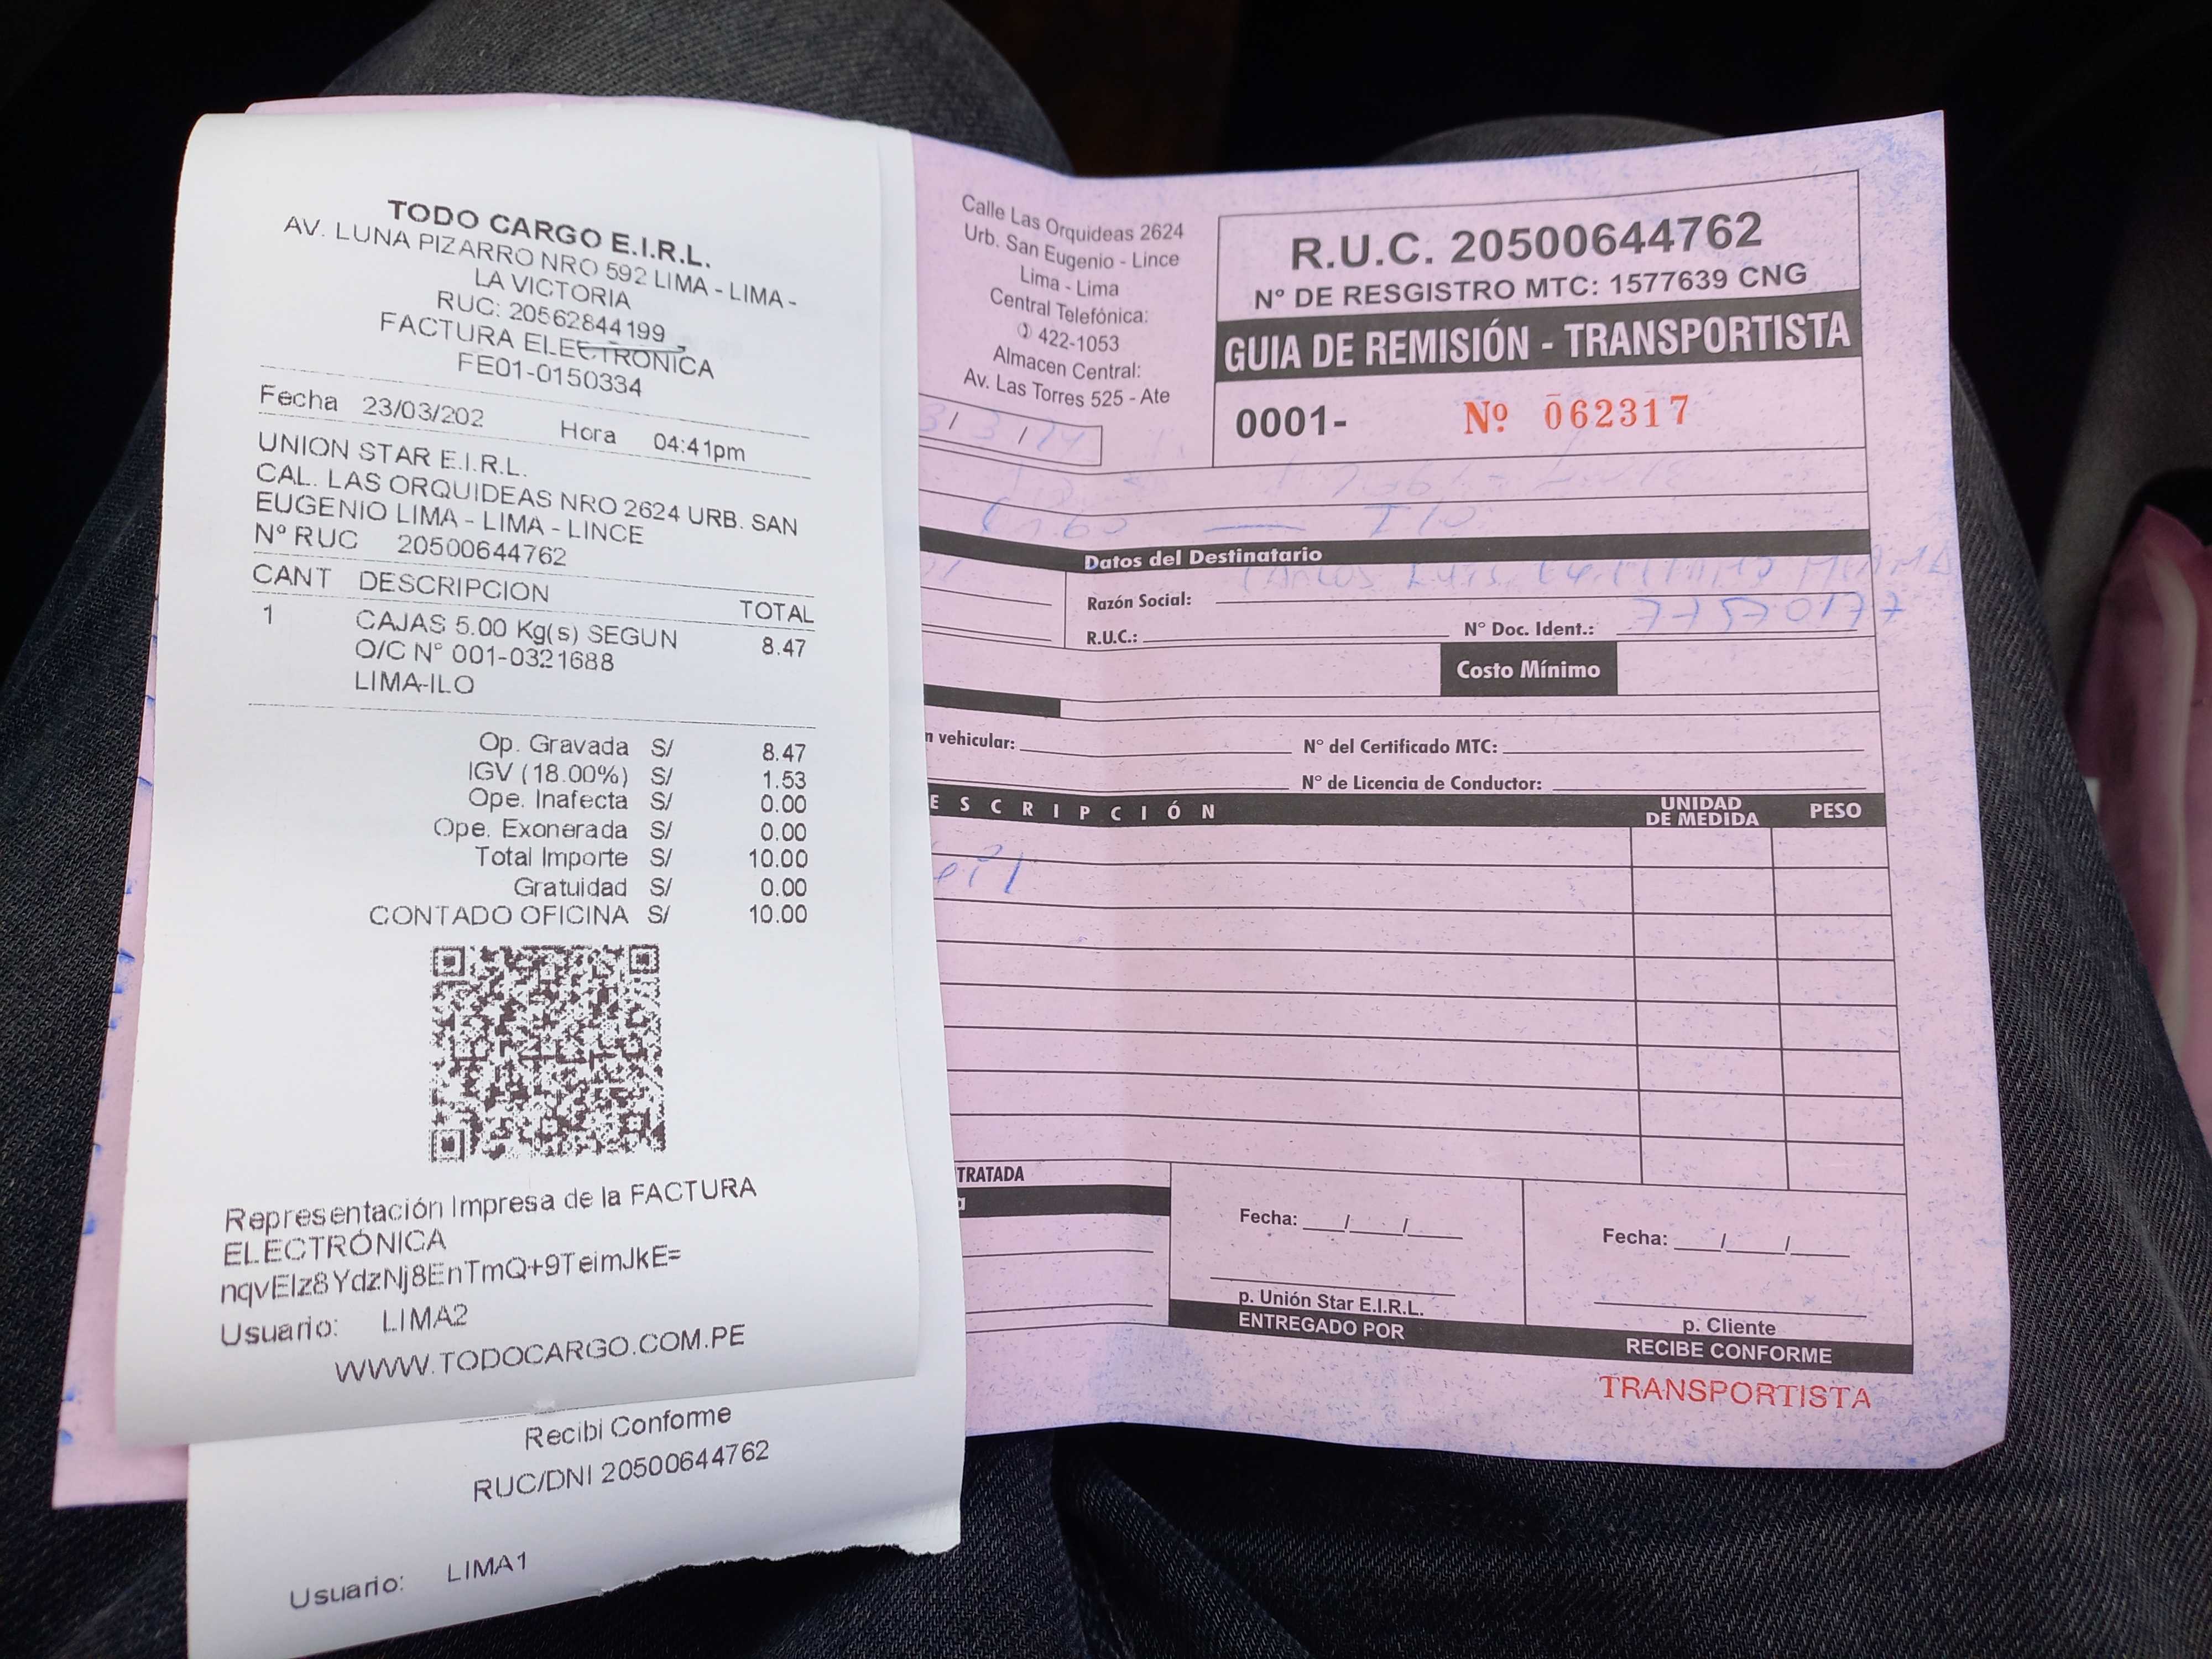 TODO CARGO E.I.R.L.
AV. LUNA PIZARRO NRO 592 LIMA - LIMA -
LA VICTORIA
RUC: 20562844199
FACTURA ELECTRONICA
FE01-0150334
Fecha 23/03/202 Hora 04:41pm
UNION STAR E.I.R.L.
CAL. LAS ORQUIDEAS NRO 2624 URB. SAN
EUGENIO LIMA - LIMA - LINCE
Nº RUC 20500644762
CANT DESCRIPCION TOTAL
1 CAJAS 5.00 Kg(s) SEGUN 8.47
O/C N° 001-0321688
LIMA-ILO
Op. Gravada S/ 8.47
IGV (18.00%) S/ 1.53
Ope. Inafecta S/ 0.00
Ope. Exonerada S/ 0.00
Total Importe S/ 10.00
Gratuidad S/ 0.00
CONTADO OFICINA S/ 10.00
Representación Impresa de la FACTURA
ELECTRÓNICA
nqvElz8YdzNj8EnTmQ+9TeimJkE=
Usuario: LIMA2
WWW.TODOCARGO.COM.PE
Recibi Conforme
RUC/DNI 20500644762
Usuario: LIMA1
Calle Las Orquideas 2624
Urb. San Eugenio - Lince
Lima - Lima
Central Telefónica:
422-1053
Almacen Central:
Av. Las Torres 525 - Ate
R.U.C. 20500644762
Nº DE RESGISTRO MTC: 1577639 CNG
GUIA DE REMISIÓN - TRANSPORTISTA
0001- Nº 062317
Datos del Destinatario
Razón Social: Carlos Luis
R.U.C.: N° Doc. Ident.: 77570177
Costo Mínimo
n vehicular: N° del Certificado MTC:
N° de Licencia de Conductor:
ESCRIPCIÓN UNIDAD DE MEDIDA PESO
TRATADA
Fecha: / /
p. Unión Star E.I.R.L.
ENTREGADO POR
Fecha: / /
p. Cliente
RECIBE CONFORME
TRANSPORTISTA